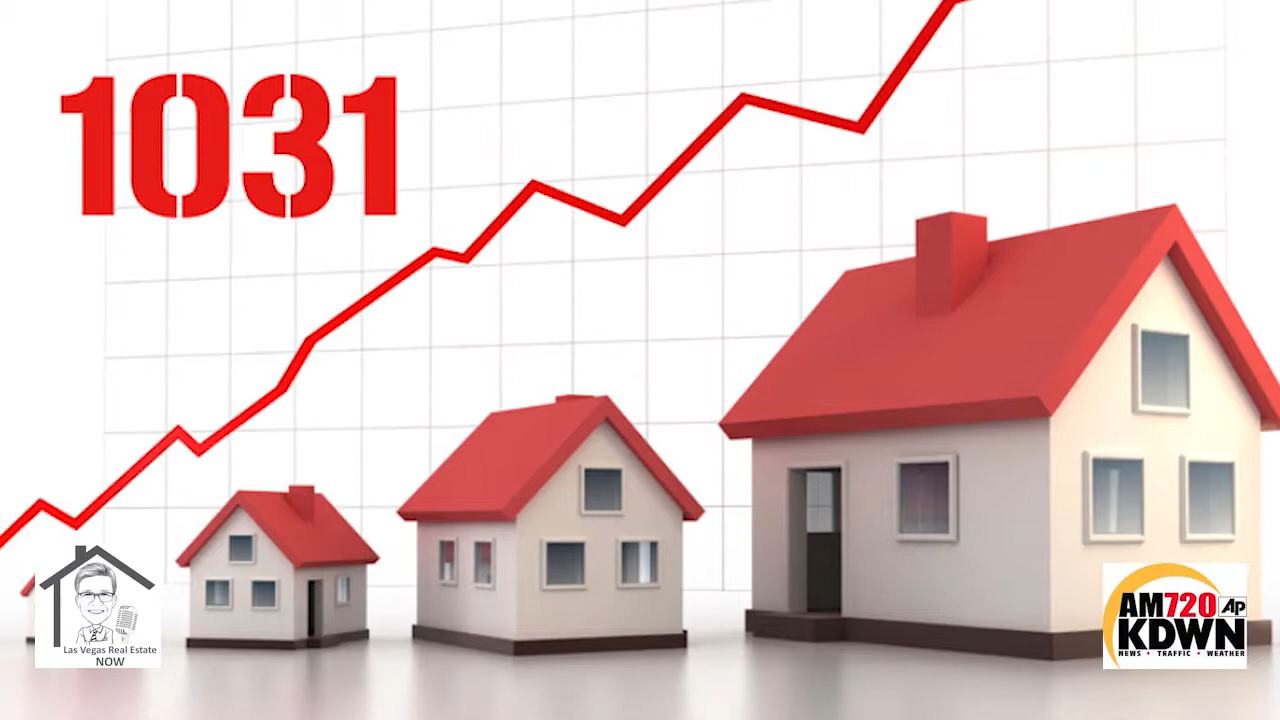 1031
Las Vegas Real Estate
NOW
AM720 AP
KDWN
NEWS • TRAFFIC • WEATHER